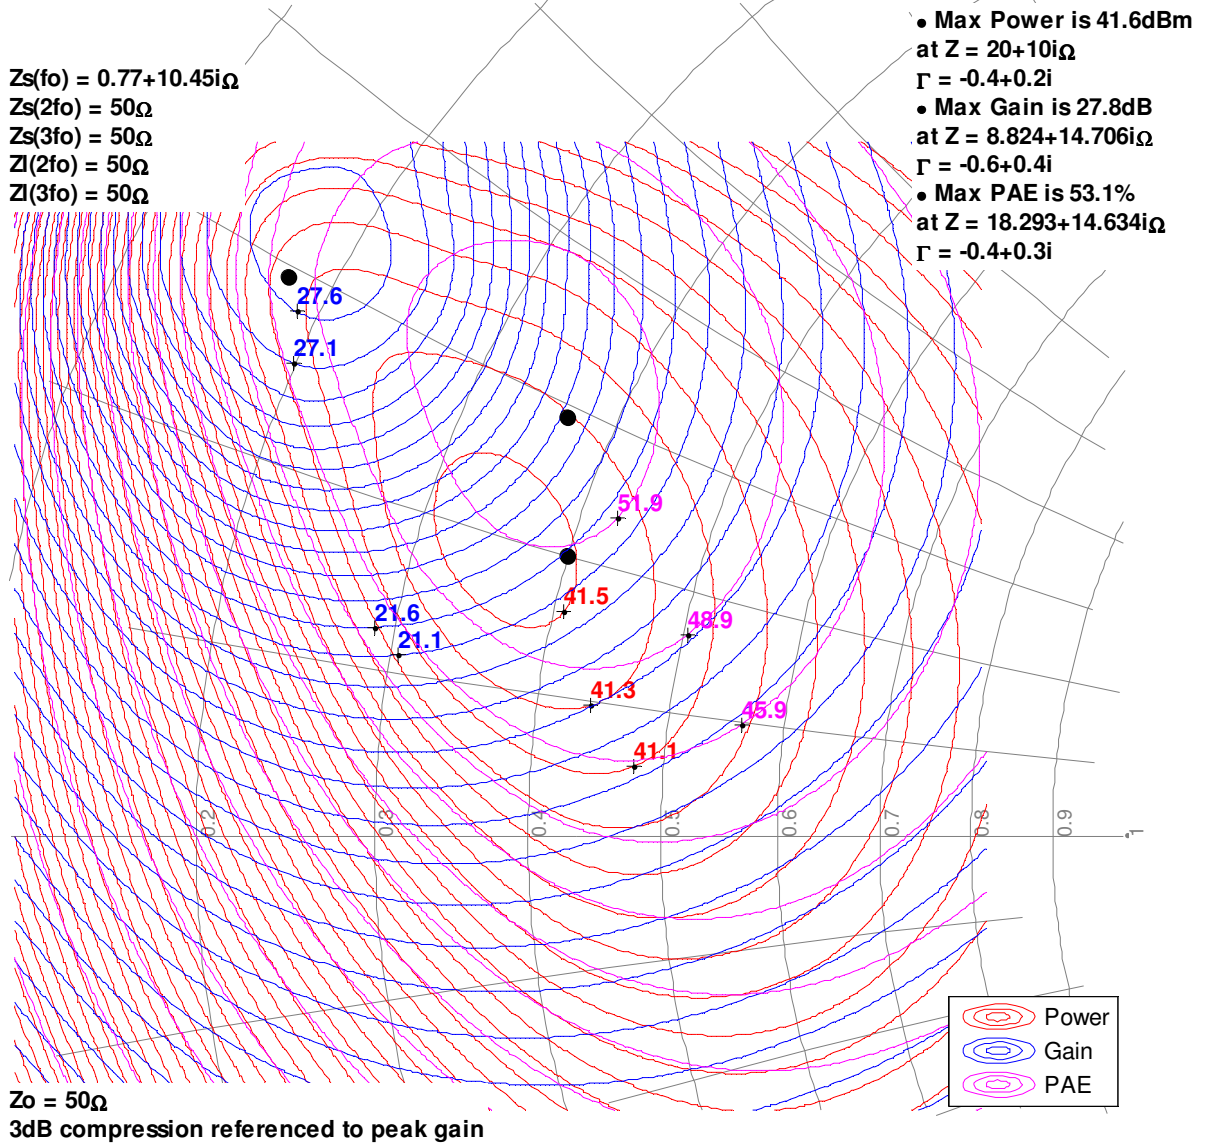 • Max Power is 41.6dBm
at Z = 20+10iΩ
Γ = -0.4+0.2i
• Max Gain is 27.8dB
at Z = 8.824+14.706iΩ
Γ = -0.6+0.4i
• Max PAE is 53.1%
at Z = 18.293+14.634iΩ
Γ = -0.4+0.3i
Zs(fo) = 0.77+10.45iΩ
Zs(2fo) = 50Ω
Zs(3fo) = 50Ω
Zl(2fo) = 50Ω
Zl(3fo) = 50Ω
27.6
27.1
51.9
41.5
21.6
48.9
21.1
41.3
45.9
41.1
0.2
0.3
0.4
0.5
0.6
0.7
0.8
0.9
1
Power
Gain
PAE
Zo = 50Ω
3dB compression referenced to peak gain